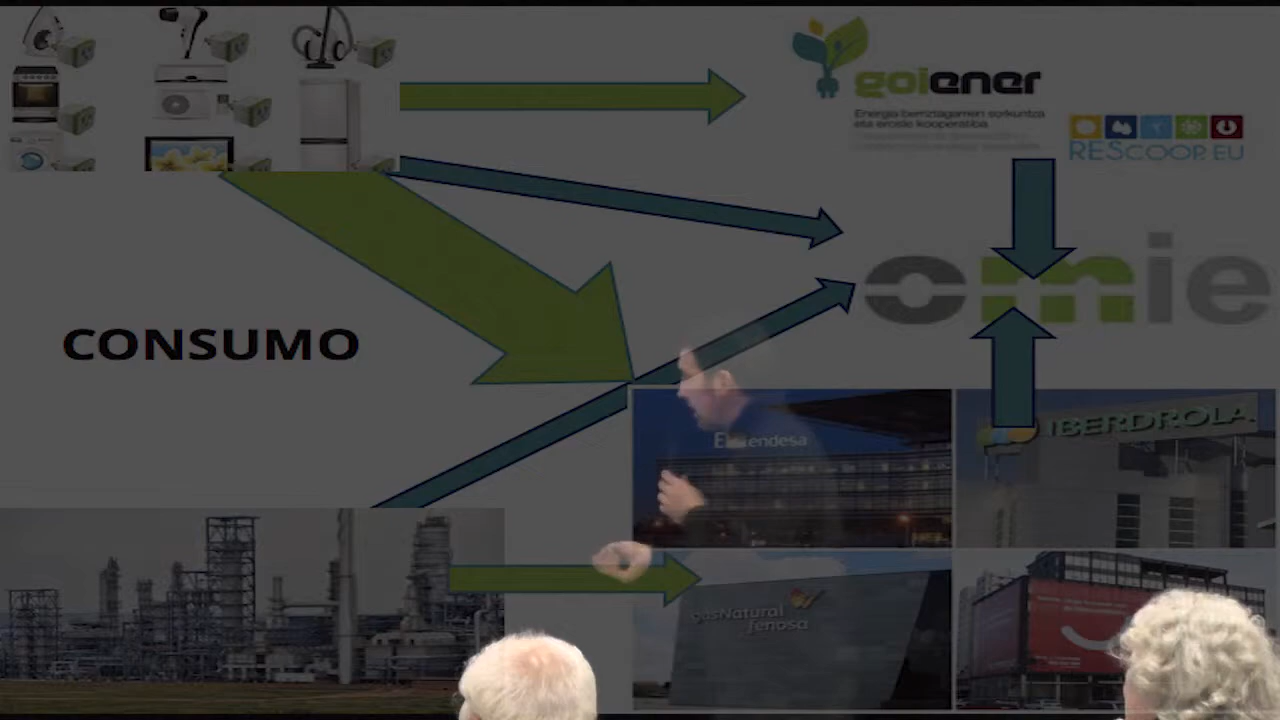 goiener
Energia berriztagarrien sorkuntza
eta erosle kooperatiba
REScoop.EU
omie
CONSUMO
endesa
IBERDROLA
gasNatural
fenosa